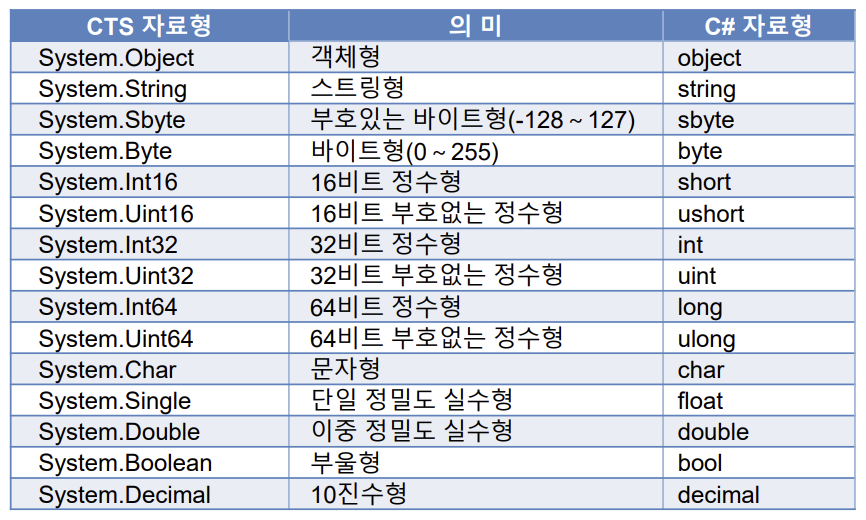 CTS 자료형 의 미 C# 자료형
System.Object 객체형 object
System.String 스트링형 string
System.Sbyte 부호있는 바이트형(-128 ~ 127) sbyte
System.Byte 바이트형(0 ~ 255) byte
System.Int16 16비트 정수형 short
System.Uint16 16비트 부호없는 정수형 ushort
System.Int32 32비트 정수형 int
System.Uint32 32비트 부호없는 정수형 uint
System.Int64 64비트 정수형 long
System.Uint64 64비트 부호없는 정수형 ulong
System.Char 문자형 char
System.Single 단일 정밀도 실수형 float
System.Double 이중 정밀도 실수형 double
System.Boolean 부울형 bool
System.Decimal 10진수형 decimal